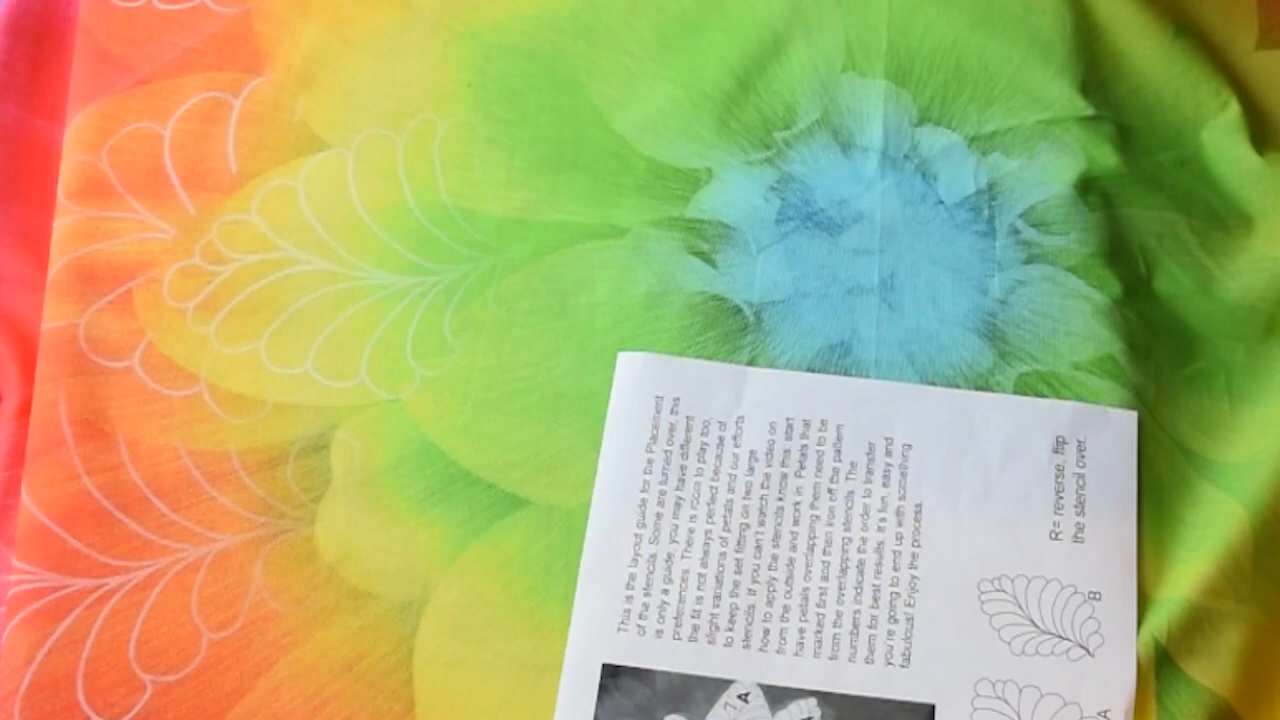 This is the layout guide for the Placement
of the stencils. Some are turned over, this
is only a guide, you may have different
preferences. There is room to play too,
the fit is not always perfect because of
slight variations of petals and our efforts
to keep the set fitting on two large
stencils. If you can't watch the video on
how to apply the stencils know this: start
from the outside and work in. Petals that
have petals overlapping them need to be
marked first and then iron off the pattern
from the overlapping stencils. The
numbers indicate the order to transfer
them for best results. It's fun, easy and
you're going to end up with something
fabulous! Enjoy the process.
R= reverse, flip
the stencil over.
B
A
7
A